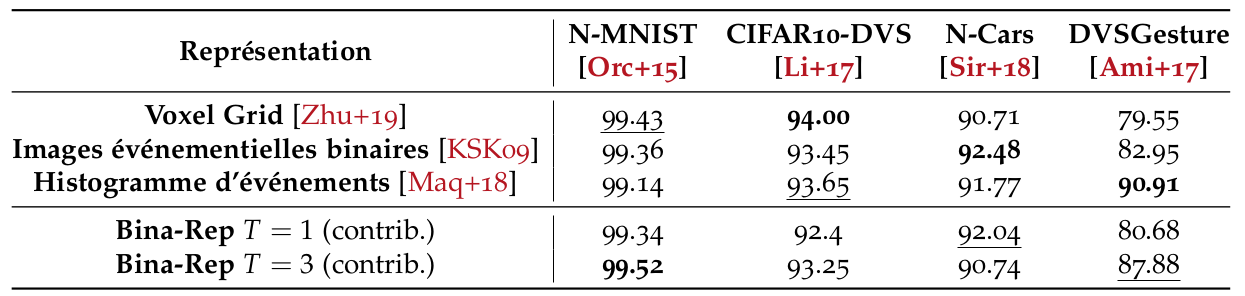 Représentation N-MNIST CIFAR10-DVS N-Cars DVSGesture
[Orc+15] [Li+17] [Sir+18] [Ami+17]
Voxel Grid [Zhu+19] 99.43 94.00 90.71 79.55
Images événementielles binaires [KSK09] 99.36 93.45 92.48 82.95
Histogramme d'événements [Maq+18] 99.14 93.65 91.77 90.91
Bina-Rep T = 1 (contrib.) 99.34 92.4 92.04 80.68
Bina-Rep T = 3 (contrib.) 99.52 93.25 90.74 87.88